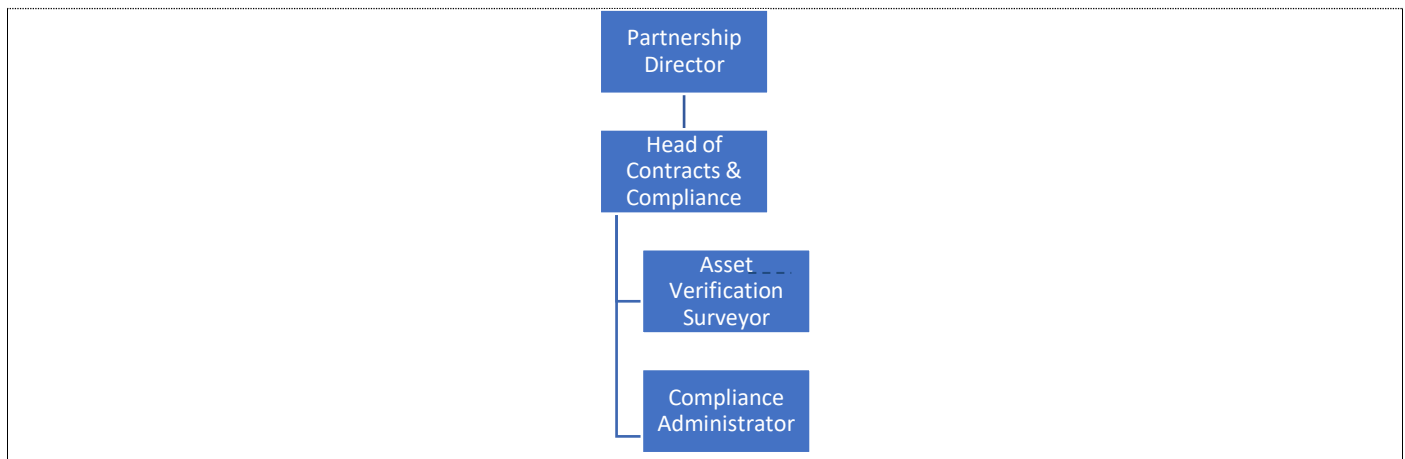 Partnership
Director
Head of
Contracts &
Compliance
Asset
Verification
Surveyor
Compliance
Administrator